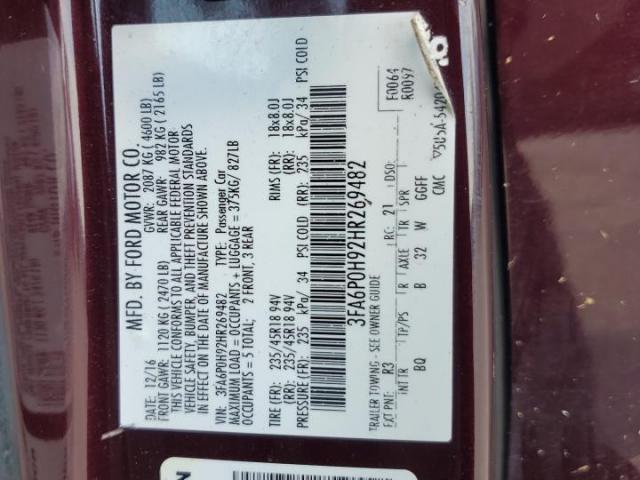 MFD. BY FORD MOTOR CO.
DATE: 12/16 GVWR: 2087 KG ( 4600 LB)
FRONT GAWR: 1120 KG ( 2470 LB) REAR GAWR: 982 KG ( 2165 LB)
THIS VEHICLE CONFORMS TO ALL APPLICABLE FEDERAL MOTOR
VEHICLE SAFETY, BUMPER, AND THEFT PREVENTION STANDARDS
IN EFFECT ON THE DATE OF MANUFACTURE SHOWN ABOVE.
VIN: 3FA6P0H92HR269482 TYPE: Passenger Car
MAXIMUM LOAD = OCCUPANTS + LUGGAGE = 375KG/ 827LB
OCCUPANTS = 5 TOTAL; 2 FRONT, 3 REAR
TIRE (FR): 235/45R18 94V RIMS (FR): 18x8.0J
(RR): 235/45R18 94V (RR): 18x8.0J
PRESSURE (FR): 235 kPa/ 34 PSI COLD (RR): 235 kPa/ 34 PSI COLD
3FA6P0H92HR269482
TRAILER TOWING - SEE OWNER GUIDE
F0064
EXT PNT: R3 RC: 21 DSO: R0097
INT TR TP/PS R AXLE TR SPR
BQ B 32 W GGFF
CMC
N